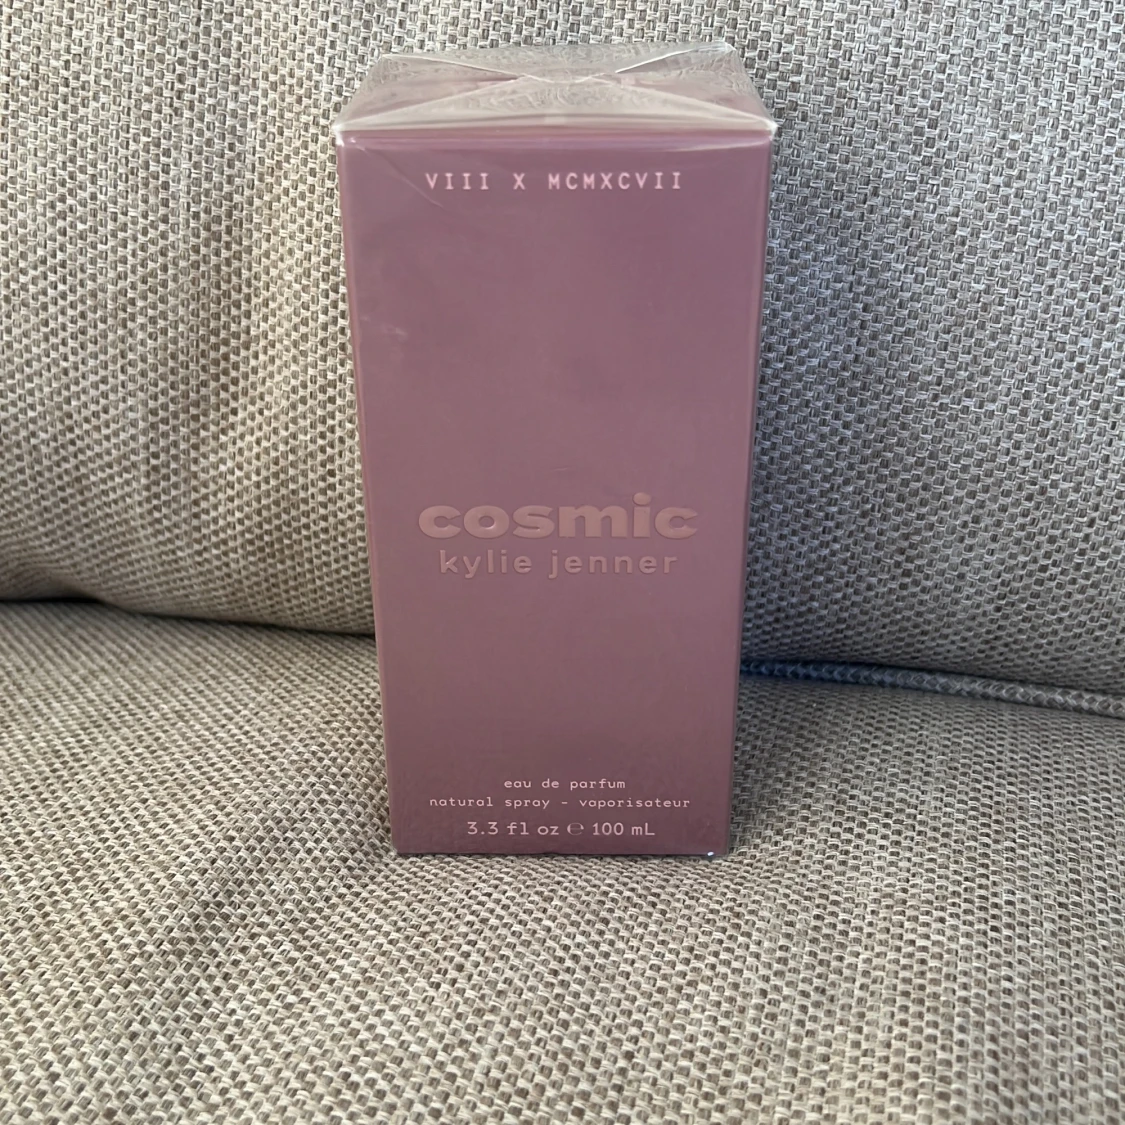 VIII X MCMXCVII
cosmic
kylie jenner
eau de parfum
natural spray - vaporisateur
3.3 fl oz ℮ 100 mL